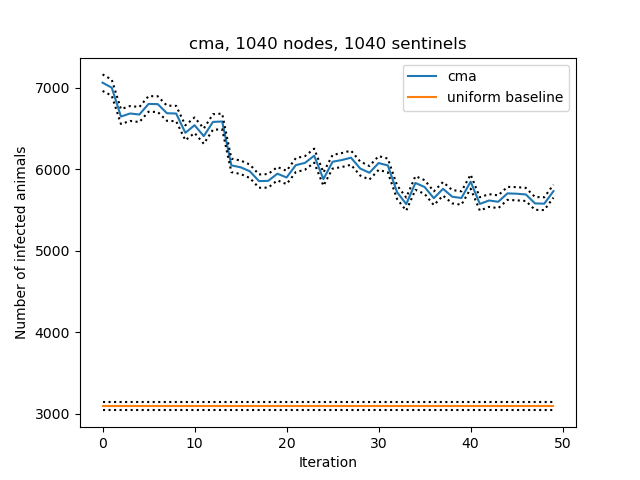 cma, 1040 nodes, 1040 sentinels
cma
uniform baseline
Number of infected animals
7000
6000
5000
4000
3000
0 10 20 30 40 50
Iteration